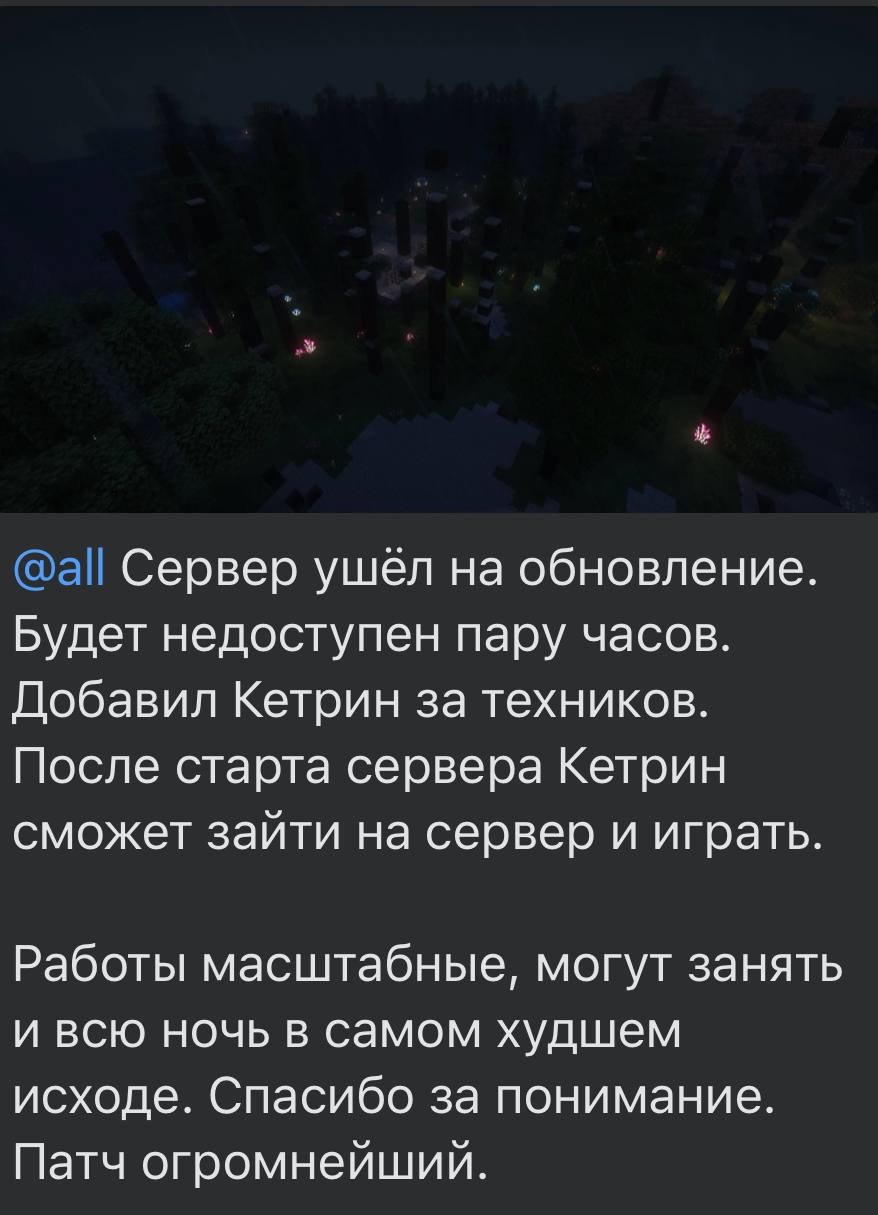 @all Сервер ушёл на обновление.
Будет недоступен пару часов.
Добавил Кетрин за техников.
После старта сервера Кетрин
сможет зайти на сервер и играть.
Работы масштабные, могут занять
и всю ночь в самом худшем
исходе. Спасибо за понимание.
Патч огромнейший.